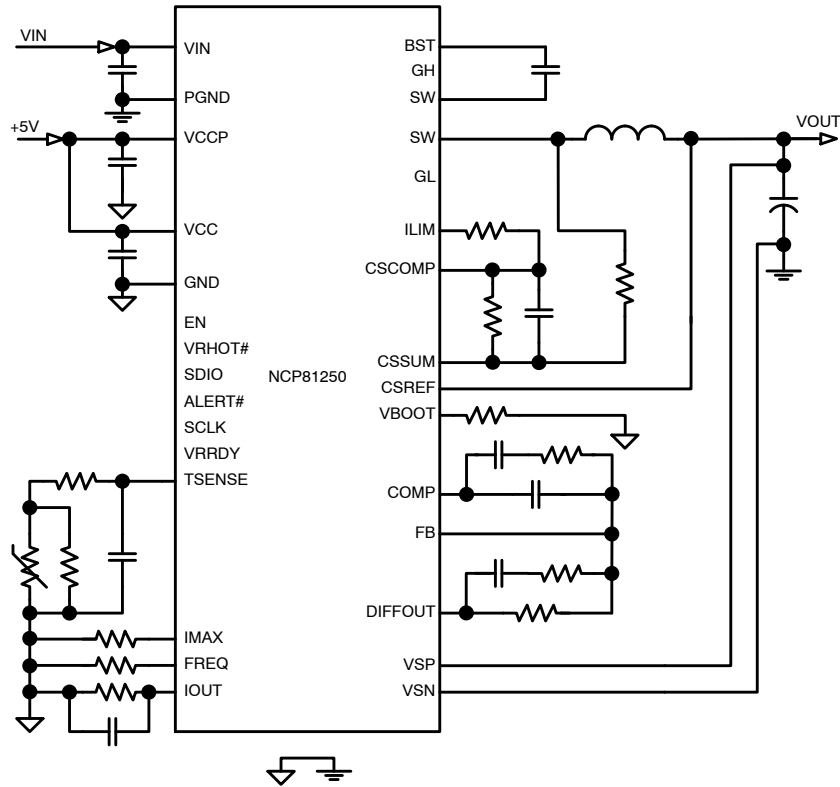 VIN
+5V
VIN
PGND
VCCP
VCC
GND
EN
VRHOT#
SDIO
ALERT#
SCLK
VRRDY
TSENSE
IMAX
FREQ
IOUT
NCP81250
BST
GH
SW
SW
GL
ILIM
CSCOMP
CSSUM
CSREF
VBOOT
COMP
FB
DIFFOUT
VSP
VSN
VOUT